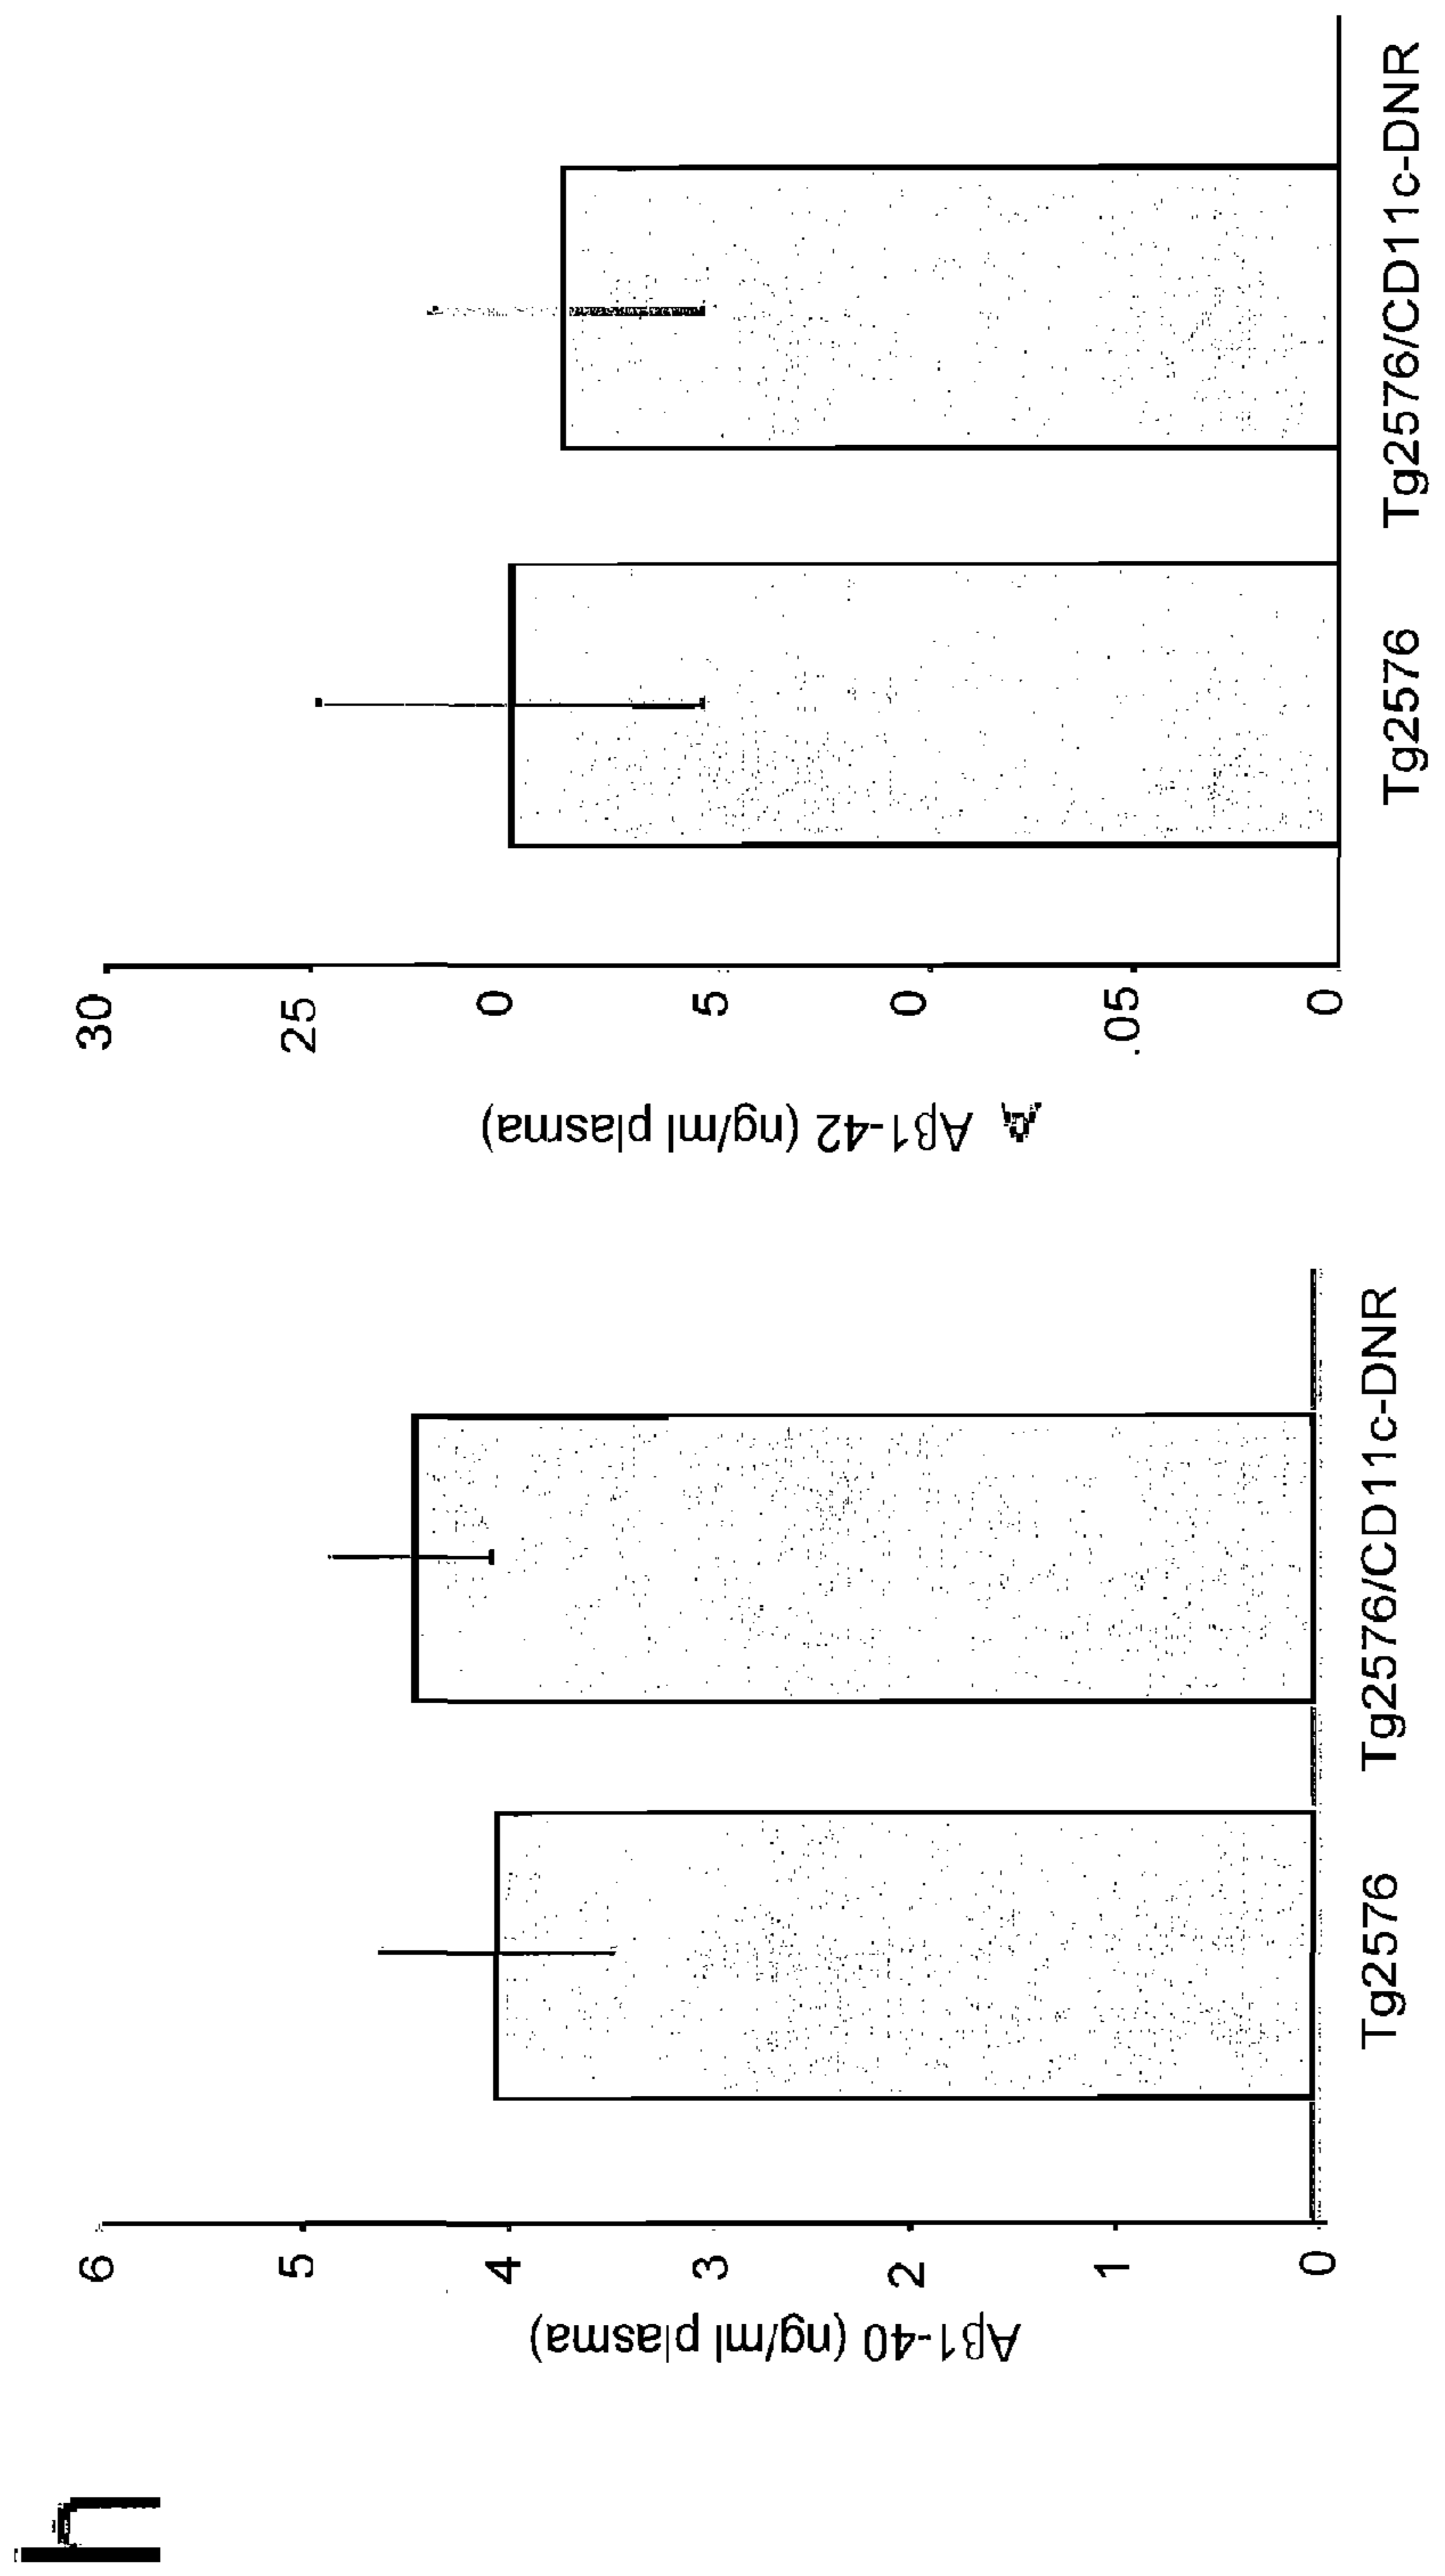 h
Aβ1-40 (ng/ml plasma)
6
5
4
3
2
1
0
Tg2576
Tg2576/CD11c-DNR
Aβ1-42 (ng/ml plasma)
30
25
0
5
0
.05
0
Tg2576
Tg2576/CD11c-DNR